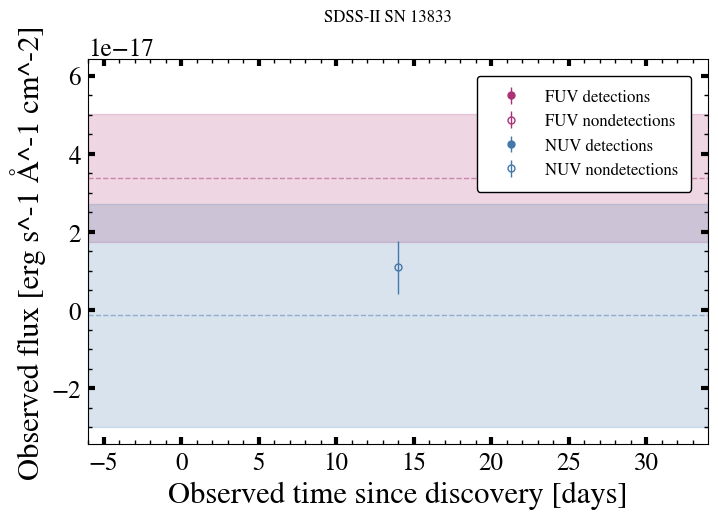 SDSS-II SN 13833
1e−17
Observed flux [erg s^-1 Å^-1 cm^-2]
6
4
2
0
−2
FUV detections
FUV nondetections
NUV detections
NUV nondetections
−5 0 5 10 15 20 25 30
Observed time since discovery [days]